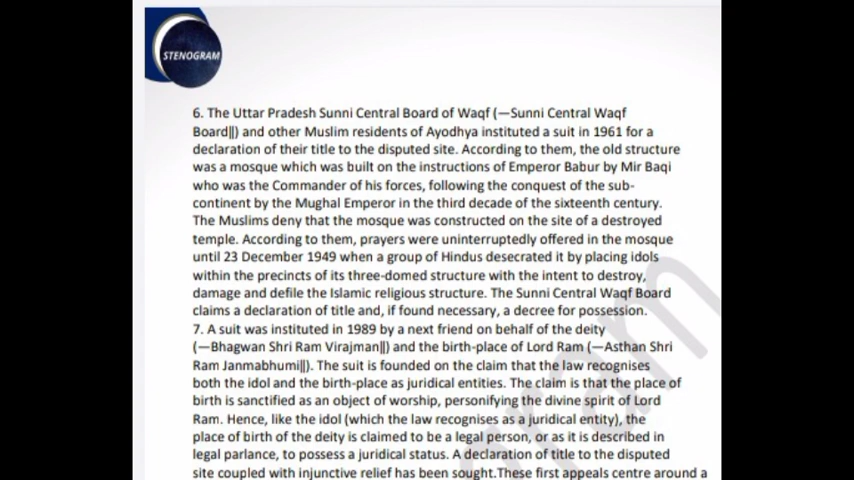 STENOGRAM
6. The Uttar Pradesh Sunni Central Board of Waqf (―Sunni Central Waqf
Board‖) and other Muslim residents of Ayodhya instituted a suit in 1961 for a
declaration of their title to the disputed site. According to them, the old structure
was a mosque which was built on the instructions of Emperor Babur by Mir Baqi
who was the Commander of his forces, following the conquest of the sub-
continent by the Mughal Emperor in the third decade of the sixteenth century.
The Muslims deny that the mosque was constructed on the site of a destroyed
temple. According to them, prayers were uninterruptedly offered in the mosque
until 23 December 1949 when a group of Hindus desecrated it by placing idols
within the precincts of its three-domed structure with the intent to destroy,
damage and defile the Islamic religious structure. The Sunni Central Waqf Board
claims a declaration of title and, if found necessary, a decree for possession.
7. A suit was instituted in 1989 by a next friend on behalf of the deity
(―Bhagwan Shri Ram Virajman‖) and the birth-place of Lord Ram (―Asthan Shri
Ram Janmabhumi‖). The suit is founded on the claim that the law recognises
both the idol and the birth-place as juridical entities. The claim is that the place of
birth is sanctified as an object of worship, personifying the divine spirit of Lord
Ram. Hence, like the idol (which the law recognises as a juridical entity), the
place of birth of the deity is claimed to be a legal person, or as it is described in
legal parlance, to possess a juridical status. A declaration of title to the disputed
site coupled with injunctive relief has been sought.These first appeals centre around a